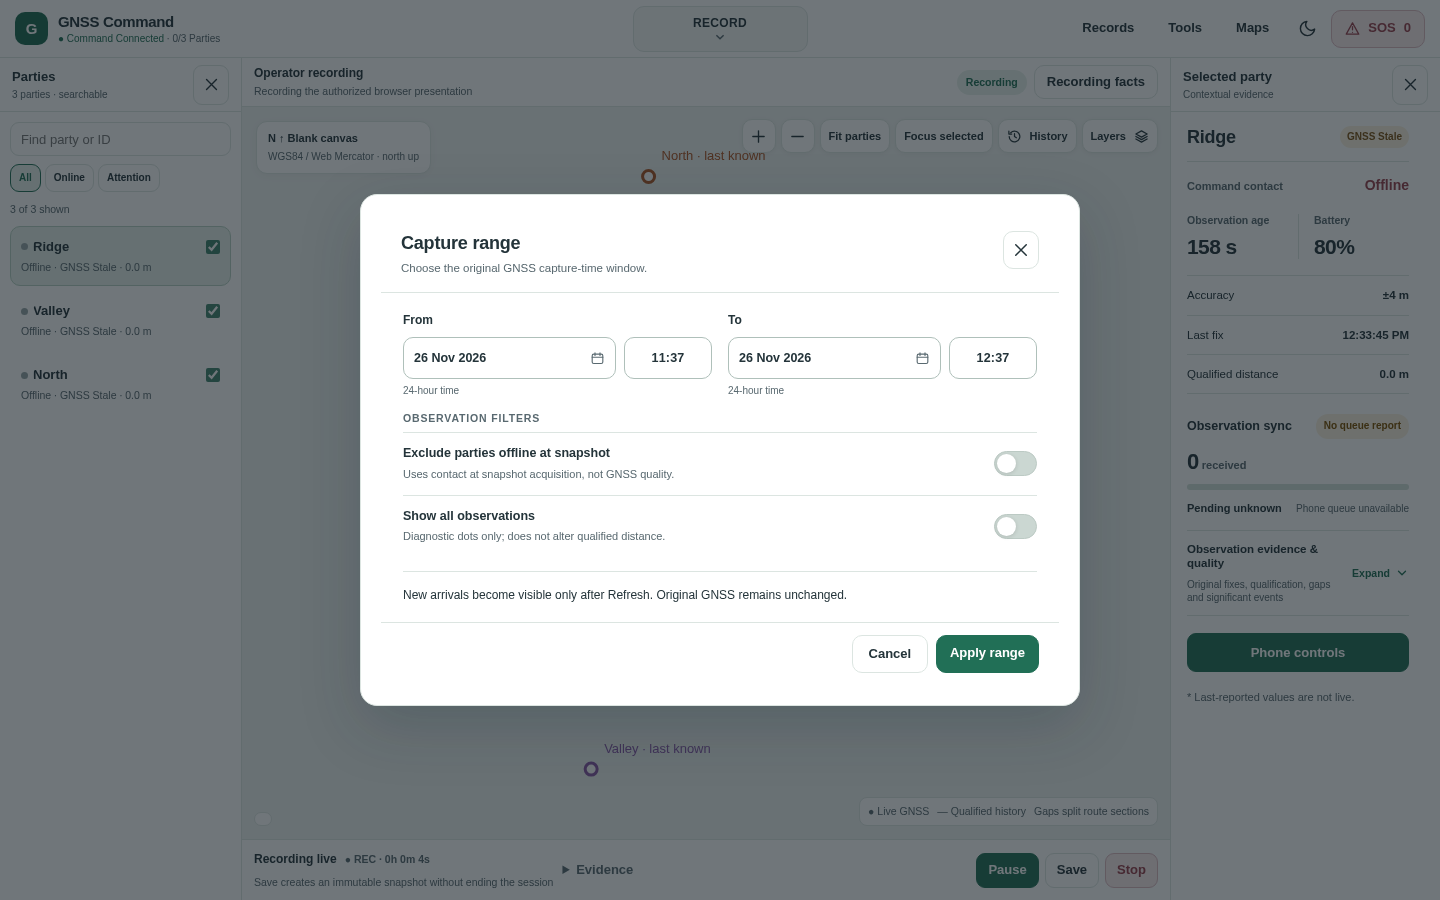 G
GNSS Command
● Command Connected · 0/3 Parties
RECORD
Records
Tools
Maps
SOS 0
Parties
3 parties · searchable
Find party or ID
All
Online
Attention
3 of 3 shown
Ridge
Offline · GNSS Stale · 0.0 m
Valley
Offline · GNSS Stale · 0.0 m
North
Offline · GNSS Stale · 0.0 m
Operator recording
Recording the authorized browser presentation
Recording
Recording facts
N ↑ Blank canvas
WGS84 / Web Mercator · north up
Fit parties
Focus selected
History
Layers
North · last known
Capture range
Choose the original GNSS capture-time window.
From
To
26 Nov 2026
11:37
26 Nov 2026
12:37
24-hour time
24-hour time
OBSERVATION FILTERS
Exclude parties offline at snapshot
Uses contact at snapshot acquisition, not GNSS quality.
Show all observations
Diagnostic dots only; does not alter qualified distance.
New arrivals become visible only after Refresh. Original GNSS remains unchanged.
Cancel
Apply range
Valley · last known
● Live GNSS — Qualified history Gaps split route sections
Recording live ● REC · 0h 0m 4s
Save creates an immutable snapshot without ending the session
▶ Evidence
Pause
Save
Stop
Selected party
Contextual evidence
Ridge
GNSS Stale
Command contact
Offline
Observation age
Battery
158 s
80%
Accuracy
±4 m
Last fix
12:33:45 PM
Qualified distance
0.0 m
Observation sync
No queue report
0 received
Pending unknown
Phone queue unavailable
Observation evidence &
quality
Original fixes, qualification, gaps
and significant events
Expand
Phone controls
* Last-reported values are not live.